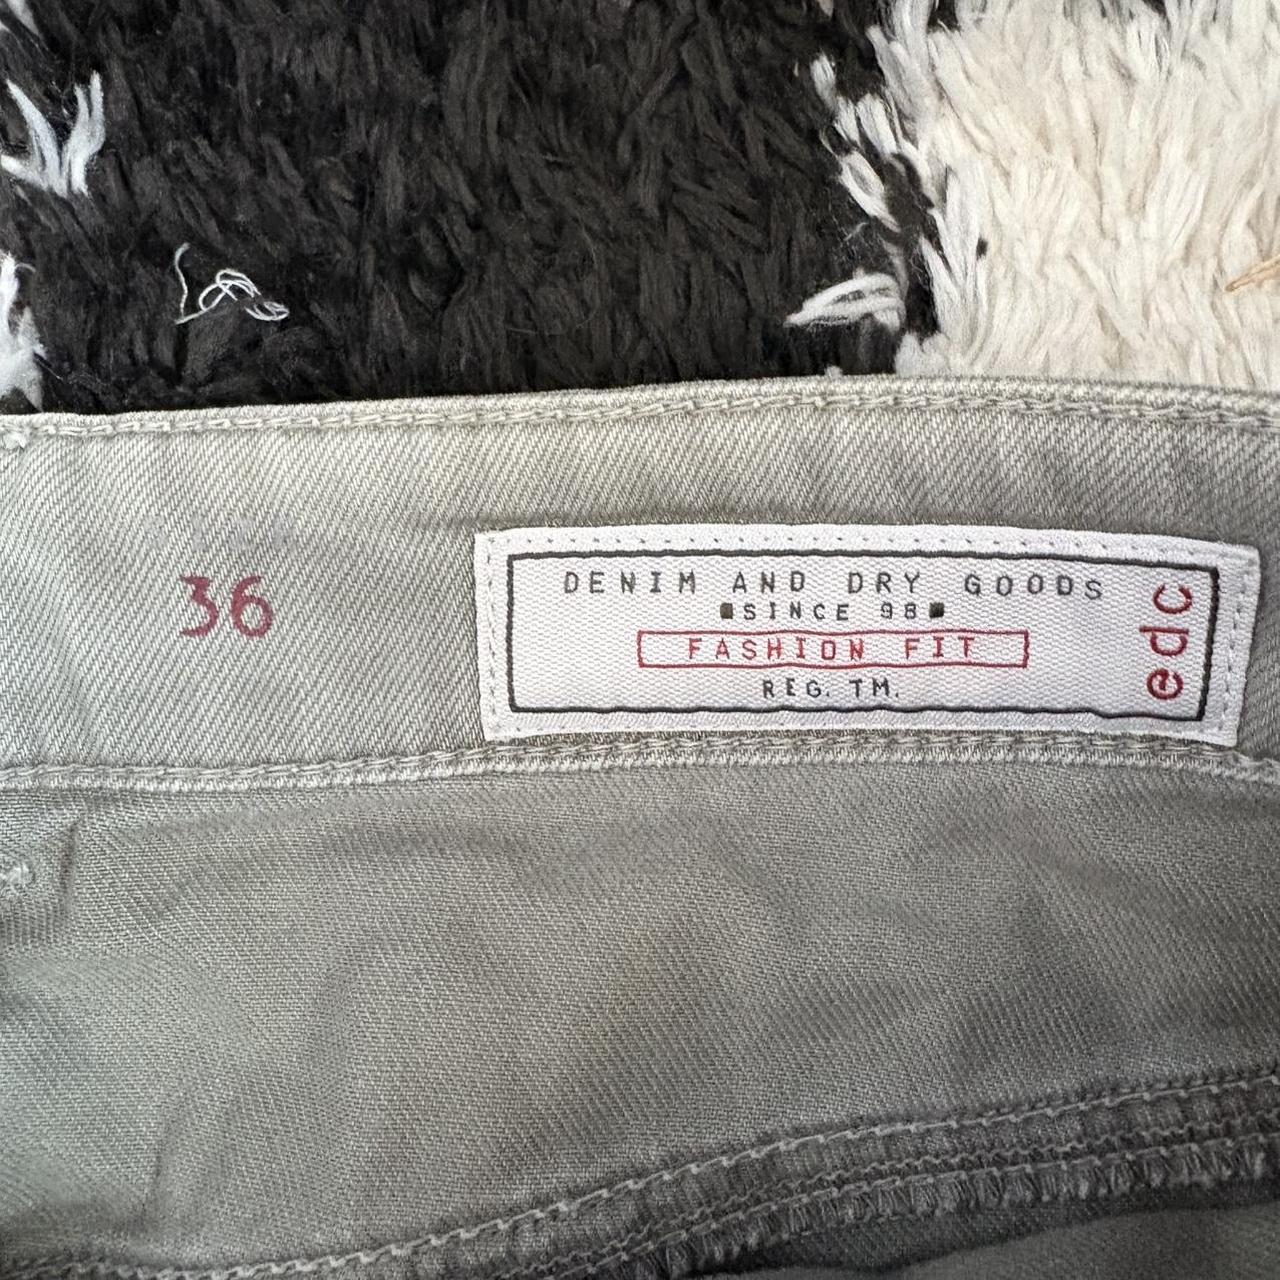 36
DENIM AND DRY GOODS
SINCE 98
FASHION FIT
REG. TM.
edc